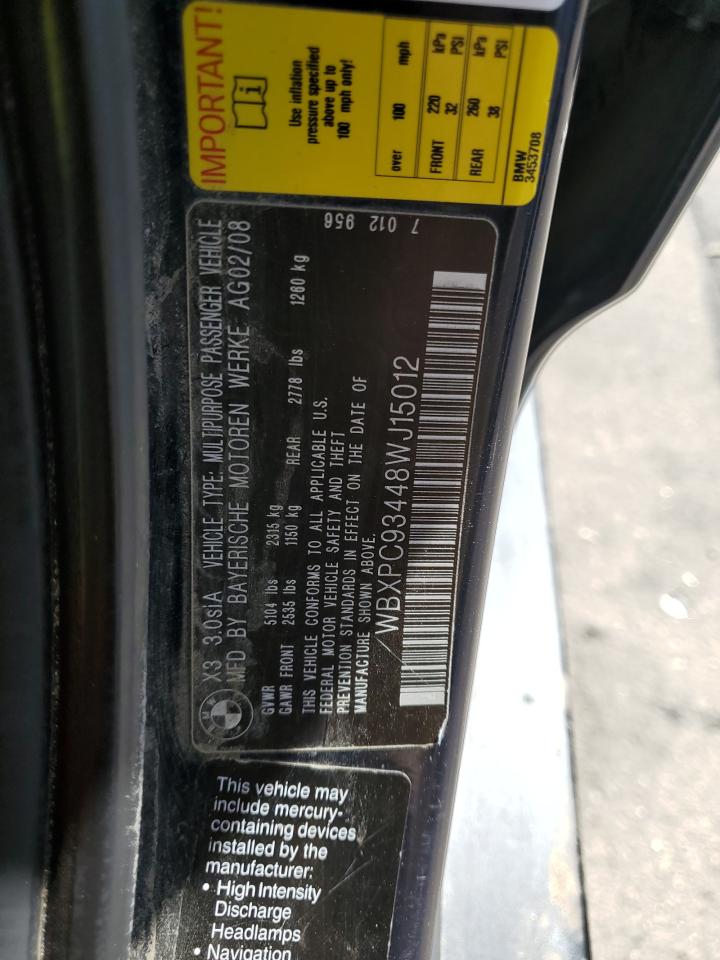 IMPORTANT!
Use inflation
pressure specified
above up to
100 mph only!
over 100 mph
FRONT 220 kPa 32 PSI
REAR 260 kPa 38 PSI
BMW
3453708
X3 3.0siA VEHICLE TYPE: MULTIPURPOSE PASSENGER VEHICLE
MFD BY BAYERISCHE MOTOREN WERKE AG02/08
GVWR 5104 lbs 2315 kg
GAWR FRONT 2535 lbs 1150 kg REAR 2778 lbs 1260 kg
THIS VEHICLE CONFORMS TO ALL APPLICABLE U.S.
FEDERAL MOTOR VEHICLE SAFETY AND THEFT
PREVENTION STANDARDS IN EFFECT ON THE DATE OF
MANUFACTURE SHOWN ABOVE.
WBXPC93448WJ15012
7 012 956
This vehicle may
include mercury-
containing devices
installed by the
manufacturer:
• High Intensity
Discharge
Headlamps
• Navigation